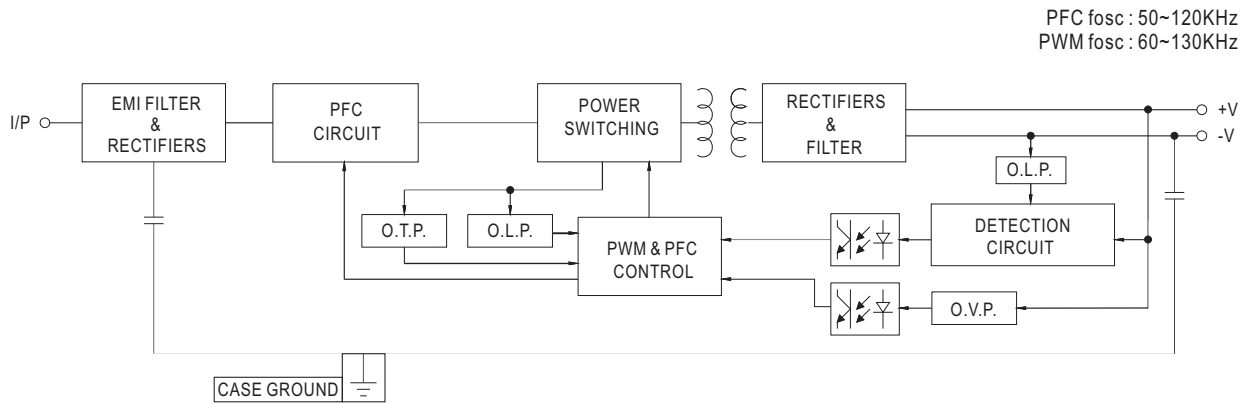 PFC fosc : 50~120KHz
PWM fosc : 60~130KHz
I/P
EMI FILTER
&
RECTIFIERS
PFC
CIRCUIT
POWER
SWITCHING
RECTIFIERS
&
FILTER
+V
-V
O.L.P.
O.T.P.
O.L.P.
PWM & PFC
CONTROL
DETECTION
CIRCUIT
O.V.P.
CASE GROUND